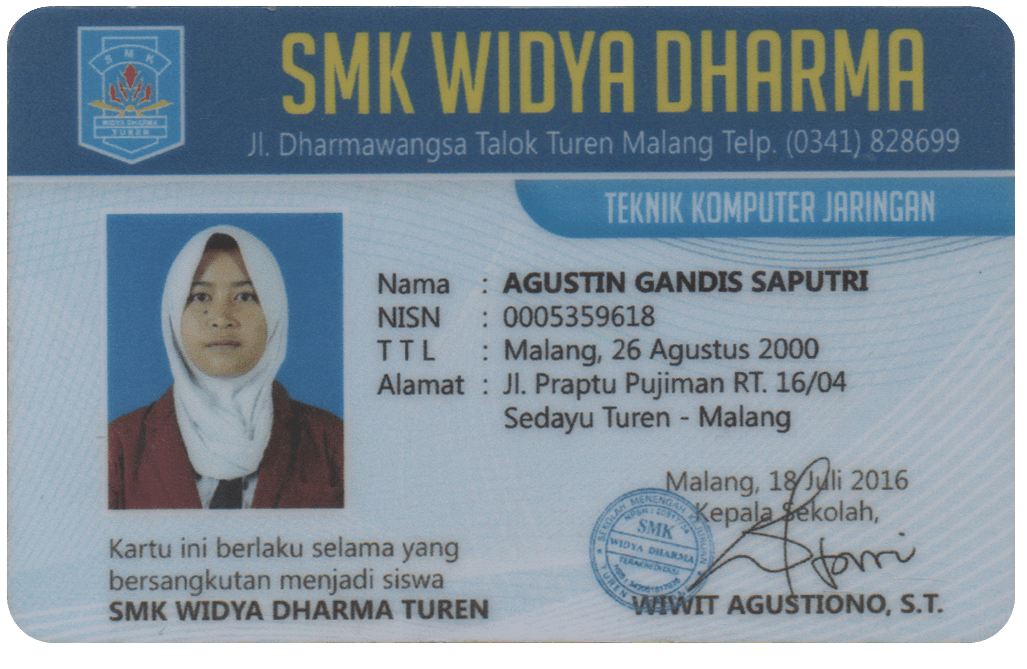 SMK WIDYA DHARMA
Jl. Dharmawangsa Talok Turen Malang Telp. (0341) 828699
SMK
WIDYA DHARMA
TUREN
TEKNIK KOMPUTER JARINGAN
Nama : AGUSTIN GANDIS SAPUTRI
NISN : 0005359618
T T L : Malang, 26 Agustus 2000
Alamat : Jl. Praptu Pujiman RT. 16/04
Sedayu Turen - Malang
Malang, 18 Juli 2016
Kepala Sekolah,
SEKOLAH MENENGAH KEJURUAN
SMK
WIDYA DHARMA
TERAKREDITASI
TUREN
WIWIT AGUSTIONO, S.T.
Kartu ini berlaku selama yang
bersangkutan menjadi siswa
SMK WIDYA DHARMA TUREN